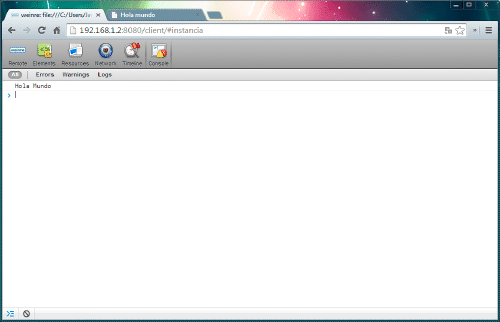 weinre: file:///C:/Users/
Hola mundo
192.168.1.2:8080/client/#instancia
Remote Elements Resources Network Timeline Console
All Errors Warnings Logs
Hola Mundo